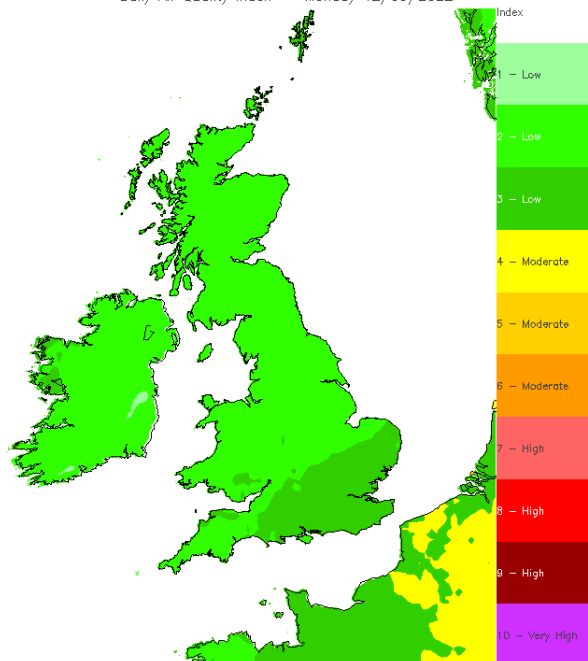 Index
1 - Low
2 - Low
3 - Low
4 - Moderate
5 - Moderate
6 - Moderate
7 - High
8 - High
9 - High
10 - Very High